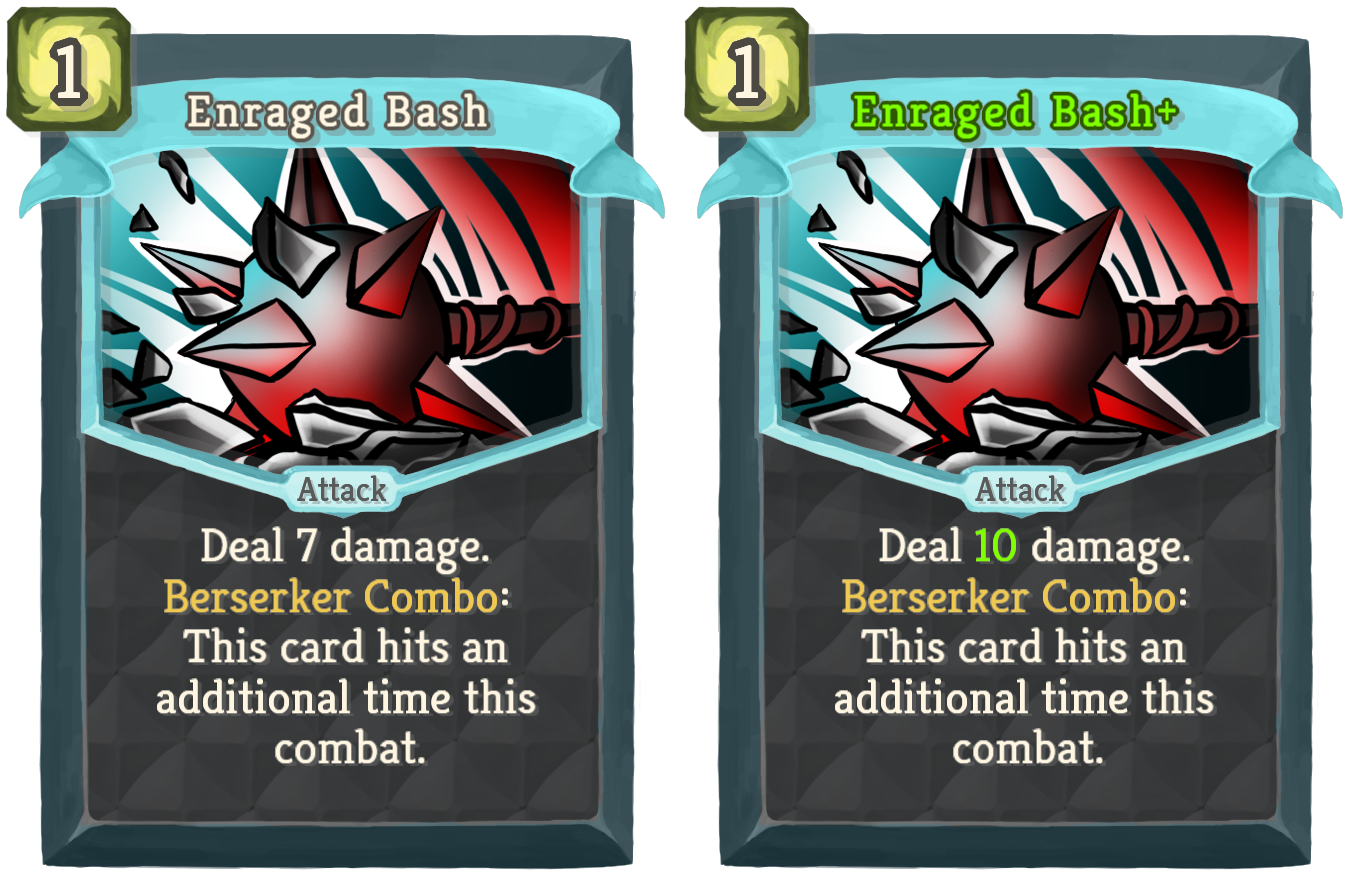 1
Enraged Bash
Attack
Deal 7 damage.
Berserker Combo:
This card hits an
additional time this
combat.
1
Enraged Bash+
Attack
Deal 10 damage.
Berserker Combo:
This card hits an
additional time this
combat.